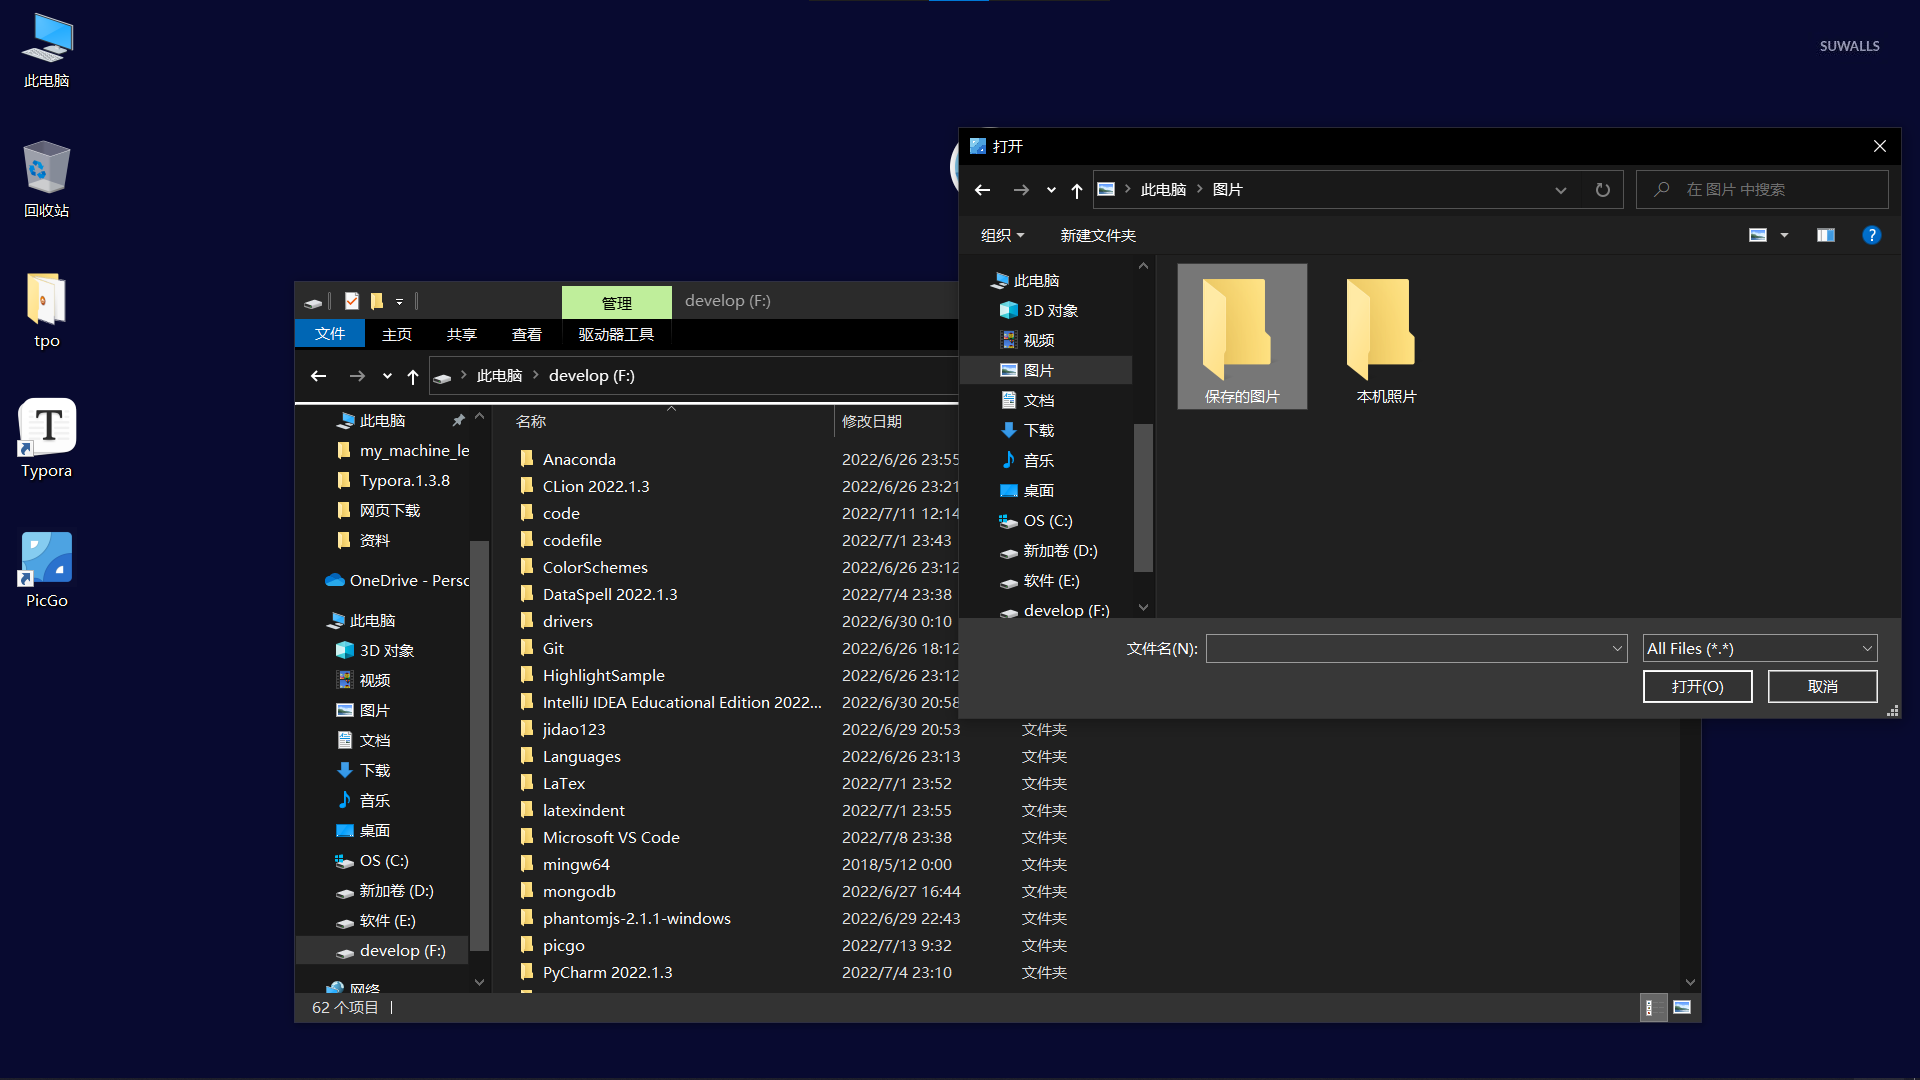 此电脑
回收站
tpo
Typora
PicGo
SUWALLS
管理
develop (F:)
文件
主页
共享
查看
驱动器工具
此电脑
develop (F:)
此电脑
my_machine_le
Typora.1.3.8
网页下载
资料
OneDrive - Perso
此电脑
3D 对象
视频
图片
文档
下载
音乐
桌面
OS (C:)
新加卷 (D:)
软件 (E:)
develop (F:)
网络
名称
修改日期
Anaconda 2022/6/26 23:55
CLion 2022.1.3 2022/6/26 23:21
code 2022/7/11 12:14
codefile 2022/7/1 23:43
ColorSchemes 2022/6/26 23:12
DataSpell 2022.1.3 2022/7/4 23:38
drivers 2022/6/30 0:10
Git 2022/6/26 18:12
HighlightSample 2022/6/26 23:12
IntelliJ IDEA Educational Edition 2022... 2022/6/30 20:58
jidao123 2022/6/29 20:53 文件夹
Languages 2022/6/26 23:13 文件夹
LaTex 2022/7/1 23:52 文件夹
latexindent 2022/7/1 23:55 文件夹
Microsoft VS Code 2022/7/8 23:38 文件夹
mingw64 2018/5/12 0:00 文件夹
mongodb 2022/6/27 16:44 文件夹
phantomjs-2.1.1-windows 2022/6/29 22:43 文件夹
picgo 2022/7/13 9:32 文件夹
PyCharm 2022.1.3 2022/7/4 23:10 文件夹
62 个项目
打开
此电脑
图片
在 图片 中搜索
组织
新建文件夹
此电脑
3D 对象
视频
图片
文档
下载
音乐
桌面
OS (C:)
新加卷 (D:)
软件 (E:)
develop (F:)
保存的图片
本机照片
文件名(N):
All Files (*.*)
打开(O)
取消